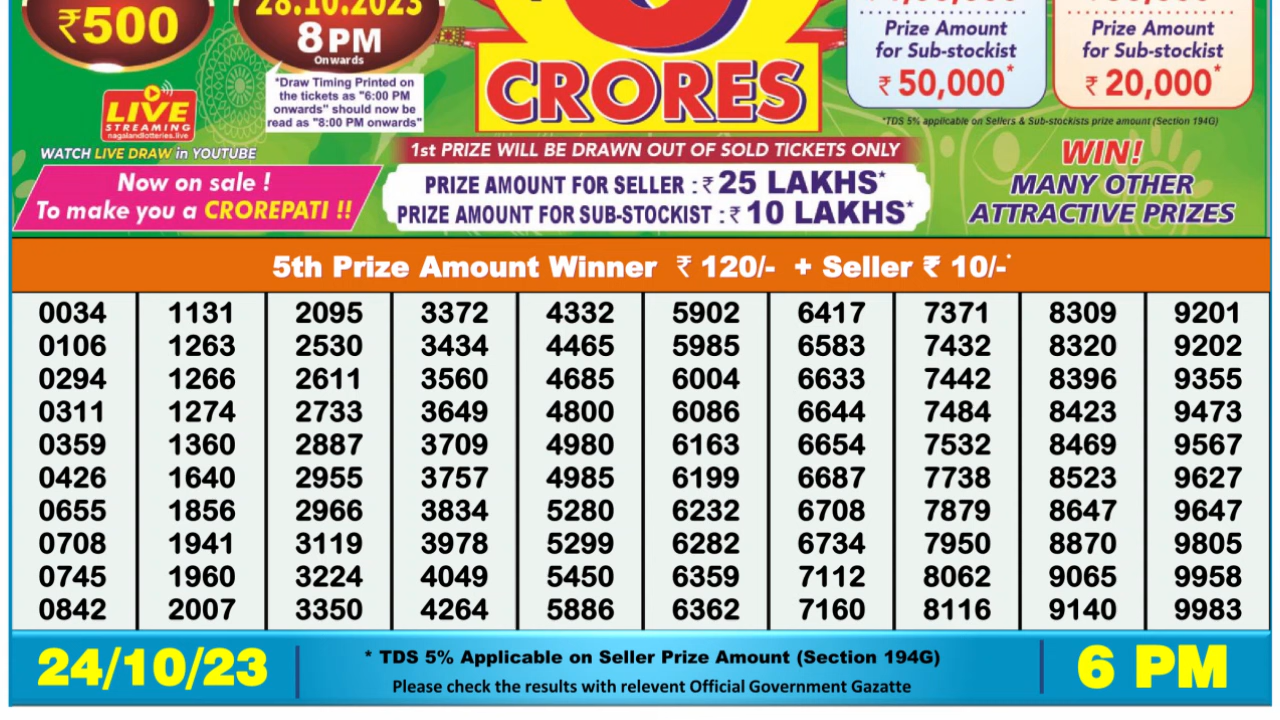 ₹500
28.10.2023
8 PM
Onwards
*Draw Timing Printed on
the tickets as "6:00 PM
onwards" should now be
read as "8:00 PM onwards"
LIVE
STREAMING
nagalandlotteries.live
WATCH LIVE DRAW in YOUTUBE
Now on sale !
To make you a CROREPATI !!
CRORES
1st PRIZE WILL BE DRAWN OUT OF SOLD TICKETS ONLY
PRIZE AMOUNT FOR SELLER : ₹ 25 LAKHS*
PRIZE AMOUNT FOR SUB-STOCKIST : ₹ 10 LAKHS*
Prize Amount
for Sub-stockist
₹ 50,000*
Prize Amount
for Sub-stockist
₹ 20,000*
*TDS 5% applicable on Sellers & Sub-stockists prize amount (Section 194G)
WIN!
MANY OTHER
ATTRACTIVE PRIZES
5th Prize Amount Winner ₹ 120/- + Seller ₹ 10/-*
0034 1131 2095 3372 4332 5902 6417 7371 8309 9201
0106 1263 2530 3434 4465 5985 6583 7432 8320 9202
0294 1266 2611 3560 4685 6004 6633 7442 8396 9355
0311 1274 2733 3649 4800 6086 6644 7484 8423 9473
0359 1360 2887 3709 4980 6163 6654 7532 8469 9567
0426 1640 2955 3757 4985 6199 6687 7738 8523 9627
0655 1856 2966 3834 5280 6232 6708 7879 8647 9647
0708 1941 3119 3978 5299 6282 6734 7950 8870 9805
0745 1960 3224 4049 5450 6359 7112 8062 9065 9958
0842 2007 3350 4264 5886 6362 7160 8116 9140 9983
24/10/23
* TDS 5% Applicable on Seller Prize Amount (Section 194G)
Please check the results with relevent Official Government Gazatte
6 PM